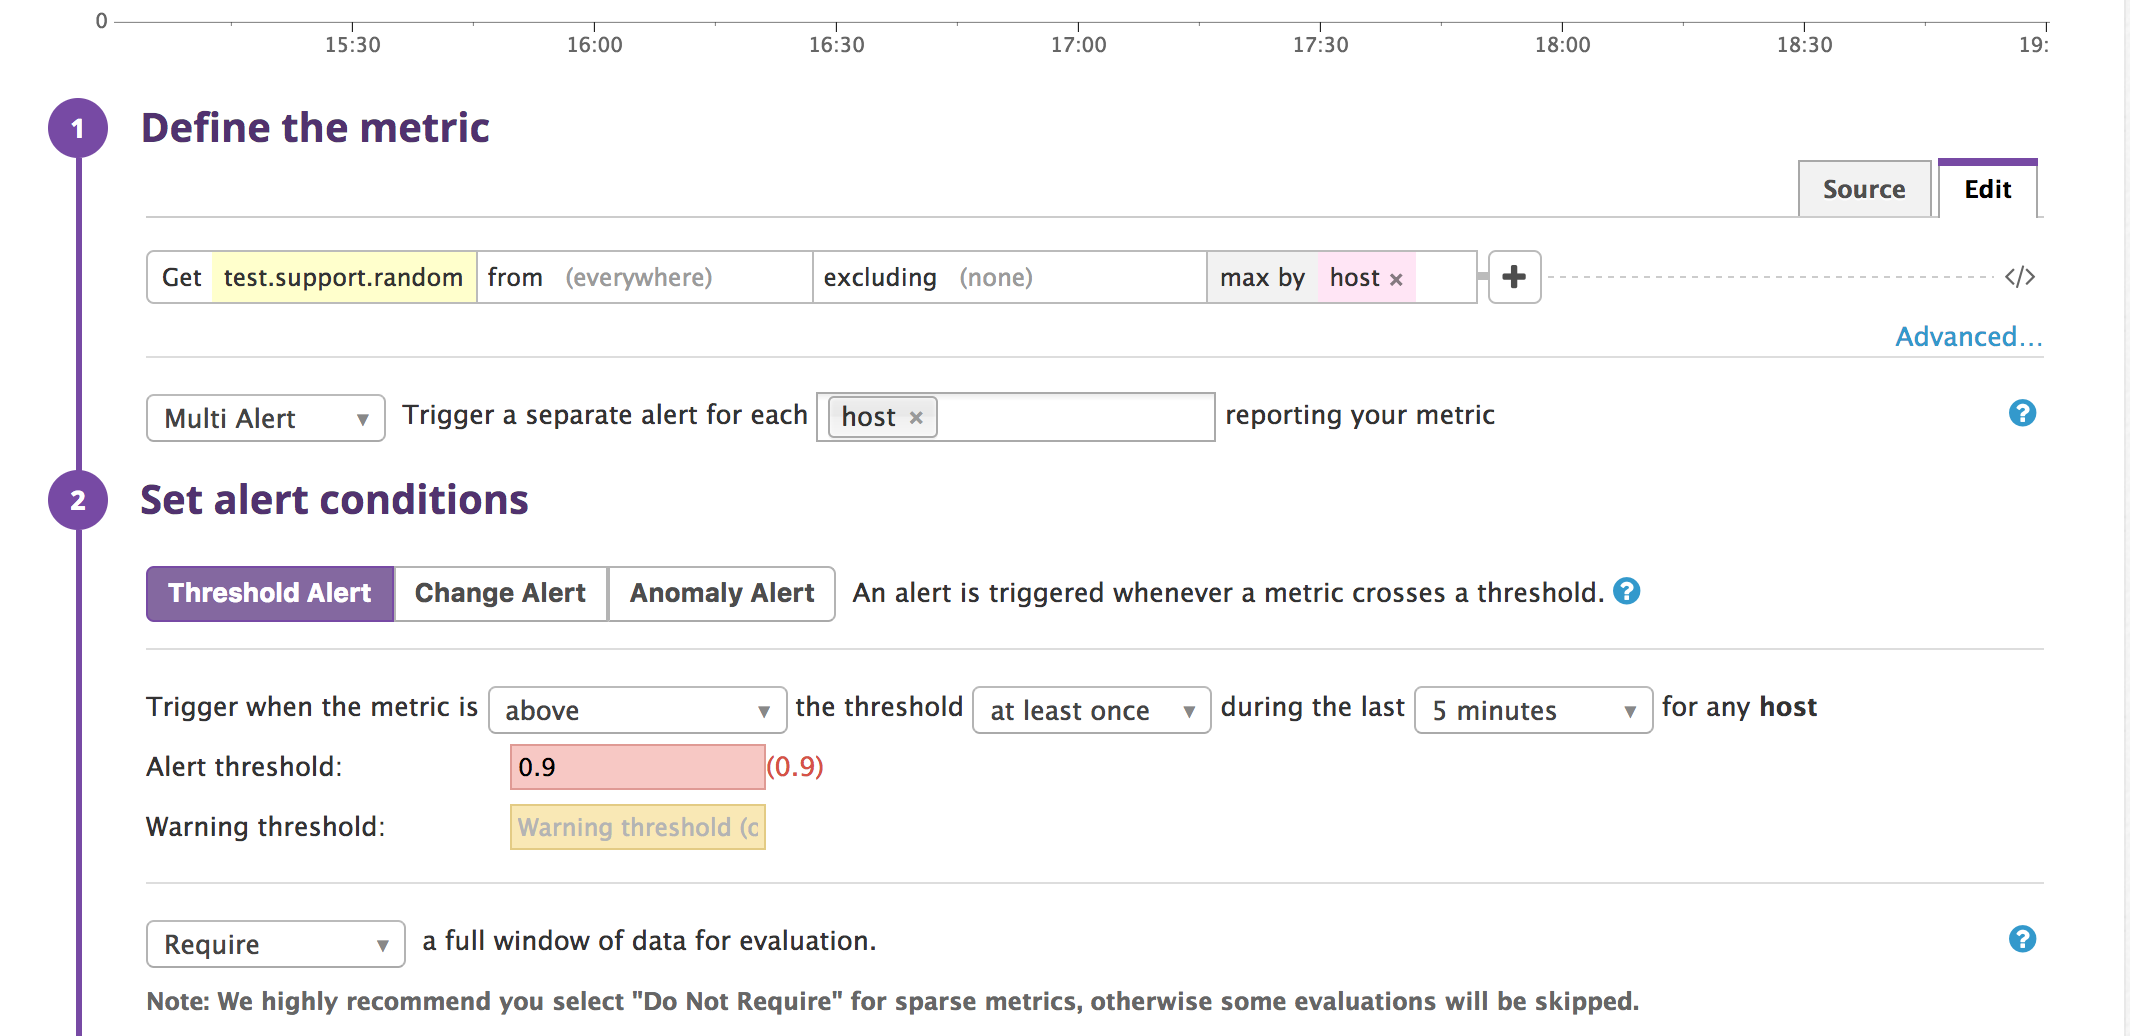 0
15:30 16:00 16:30 17:00 17:30 18:00 18:30 19:
1 Define the metric
Source Edit
Get test.support.random from (everywhere) excluding (none) max by host × + </>
Advanced...
Multi Alert ▼ Trigger a separate alert for each host × reporting your metric ?
2 Set alert conditions
Threshold Alert Change Alert Anomaly Alert An alert is triggered whenever a metric crosses a threshold. ?
Trigger when the metric is above ▼ the threshold at least once ▼ during the last 5 minutes ▼ for any host
Alert threshold: 0.9 (0.9)
Warning threshold: Warning threshold (c
Require ▼ a full window of data for evaluation. ?
Note: We highly recommend you select "Do Not Require" for sparse metrics, otherwise some evaluations will be skipped.